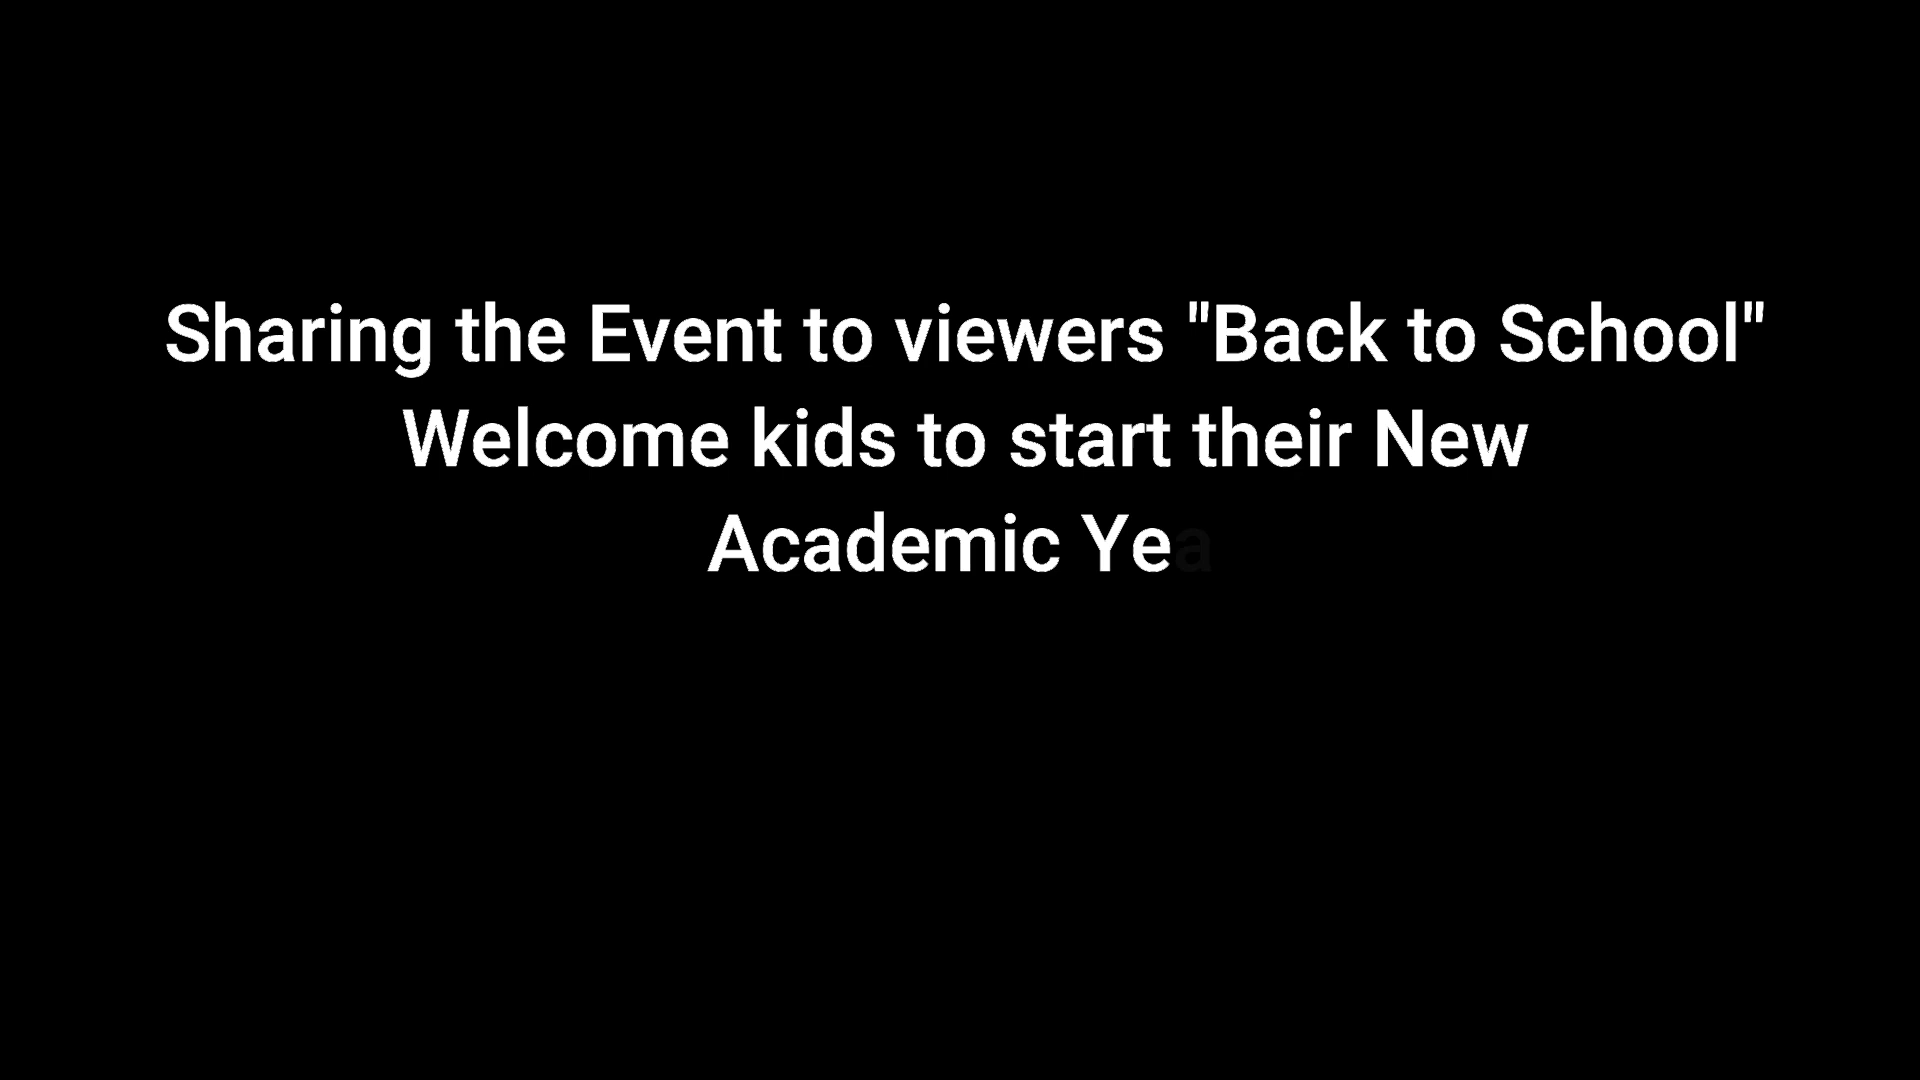 Sharing the Event to viewers "Back to School"
Welcome kids to start their New
Academic Yea